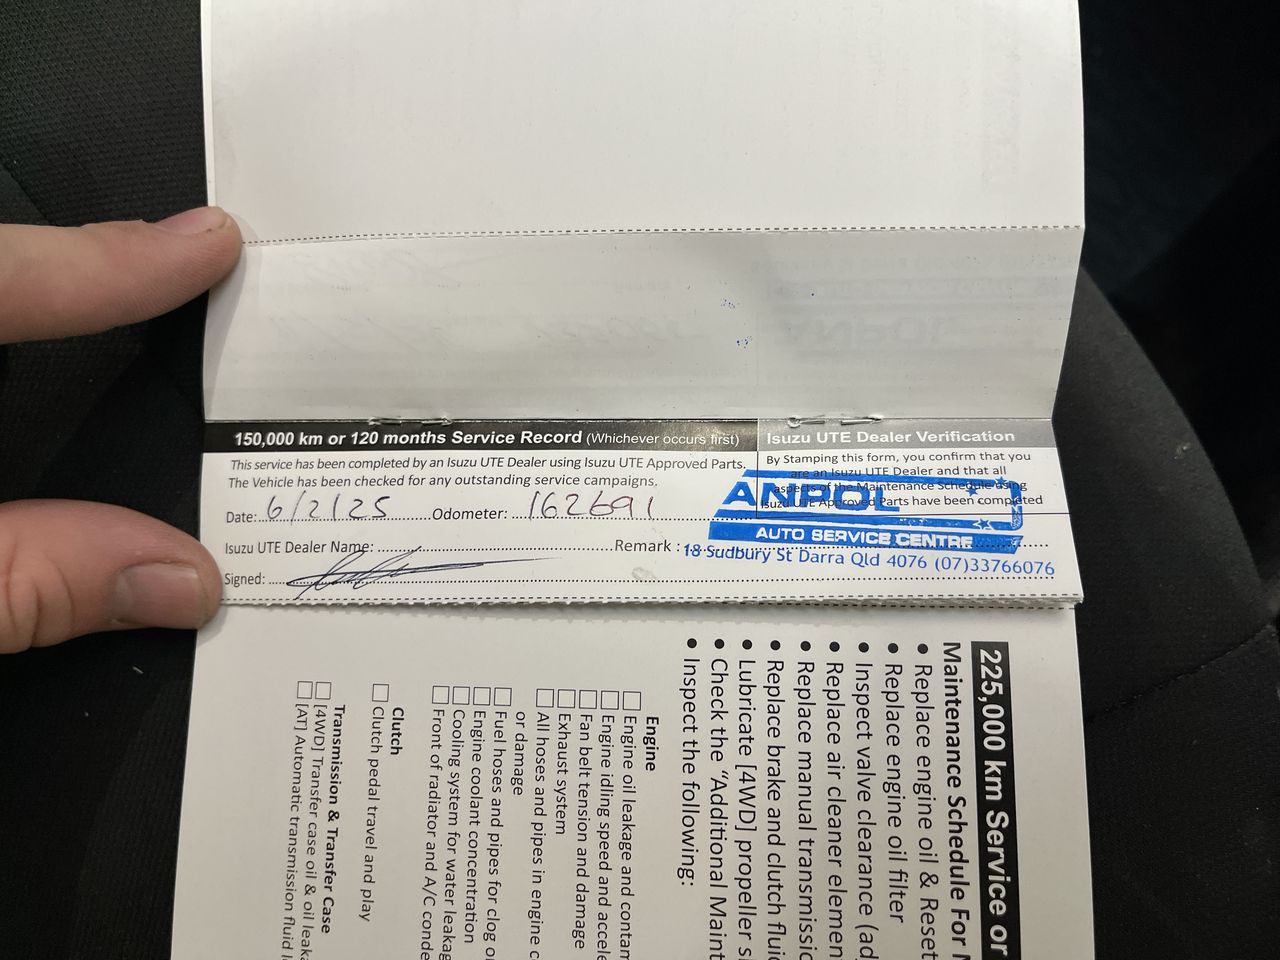 150,000 km or 120 months Service Record (Whichever occurs first)
This service has been completed by an Isuzu UTE Dealer using Isuzu UTE Approved Parts.
The Vehicle has been checked for any outstanding service campaigns.
Date: 6/2/25 Odometer: 162691
Isuzu UTE Dealer Name: Remark :
Signed:
Isuzu UTE Dealer Verification
By Stamping this form, you confirm that you
are an Isuzu UTE Dealer and that all
aspects of the Maintenance Schedule using
Isuzu UTE Approved Parts have been completed
ANPOL
AUTO SERVICE CENTRE
18 Sudbury St Darra Qld 4076 (07)33766076
225,000 km Service or
Maintenance Schedule For
• Replace engine oil & Reset
• Replace engine oil filter
• Inspect valve clearance (ad
• Replace air cleaner elemen
• Replace manual transmissi
• Replace brake and clutch flui
• Lubricate [4WD] propeller s
• Check the “Additional Maint
• Inspect the following:
Engine
Engine oil leakage and contam
Engine idling speed and accele
Fan belt tension and damage
Exhaust system
All hoses and pipes in engine c
or damage
Fuel hoses and pipes for clog o
Engine coolant concentration
Cooling system for water leakag
Front of radiator and A/C conde
Clutch
Clutch pedal travel and play
Transmission & Transfer Case
[4WD] Transfer case oil & oil leaka
[AT] Automatic transmission fluid l